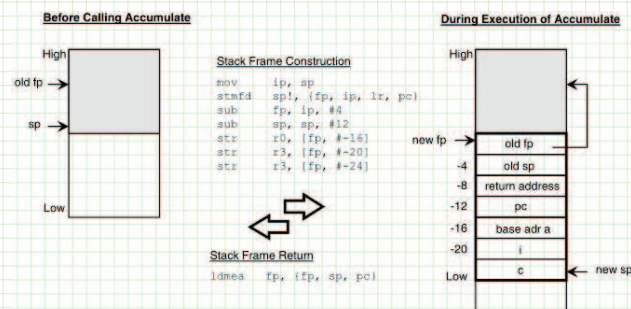 Before Calling Accumulate
High
old fp
sp
Low
Stack Frame Construction
mov ip, sp
stmfd sp!, {fp, ip, lr, pc}
sub fp, ip, #4
sub sp, sp, #12
str r0, [fp, #-16]
str r3, [fp, #-20]
str r3, [fp, #-24]
Stack Frame Return
ldmea fp, {fp, sp, pc}
During Execution of Accumulate
High
new fp
old fp
-4 old sp
-8 return address
-12 pc
-16 base adr a
-20 i
Low c new sp